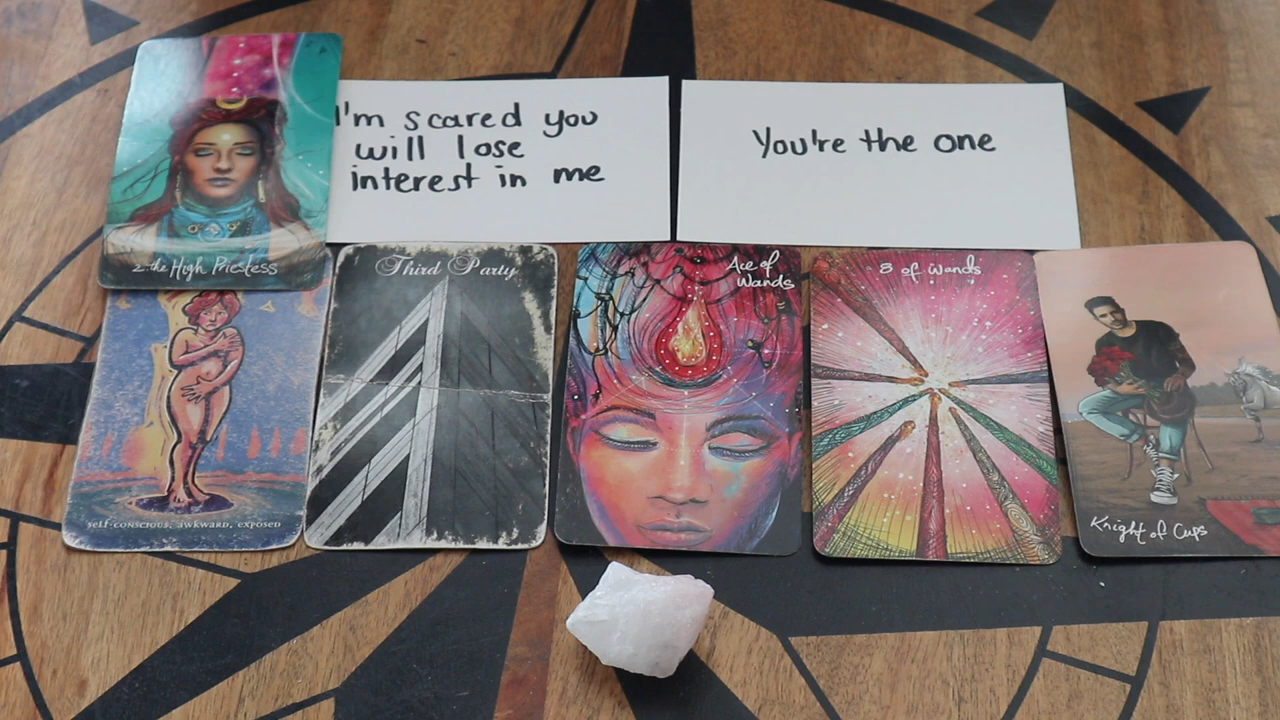 I'm scared you
will lose
interest in me
You're the one
2-the High Priestess
Third Party
Ace of
Wands
8 of Wands
self-conscious, awkward, exposed
Knight of Cups